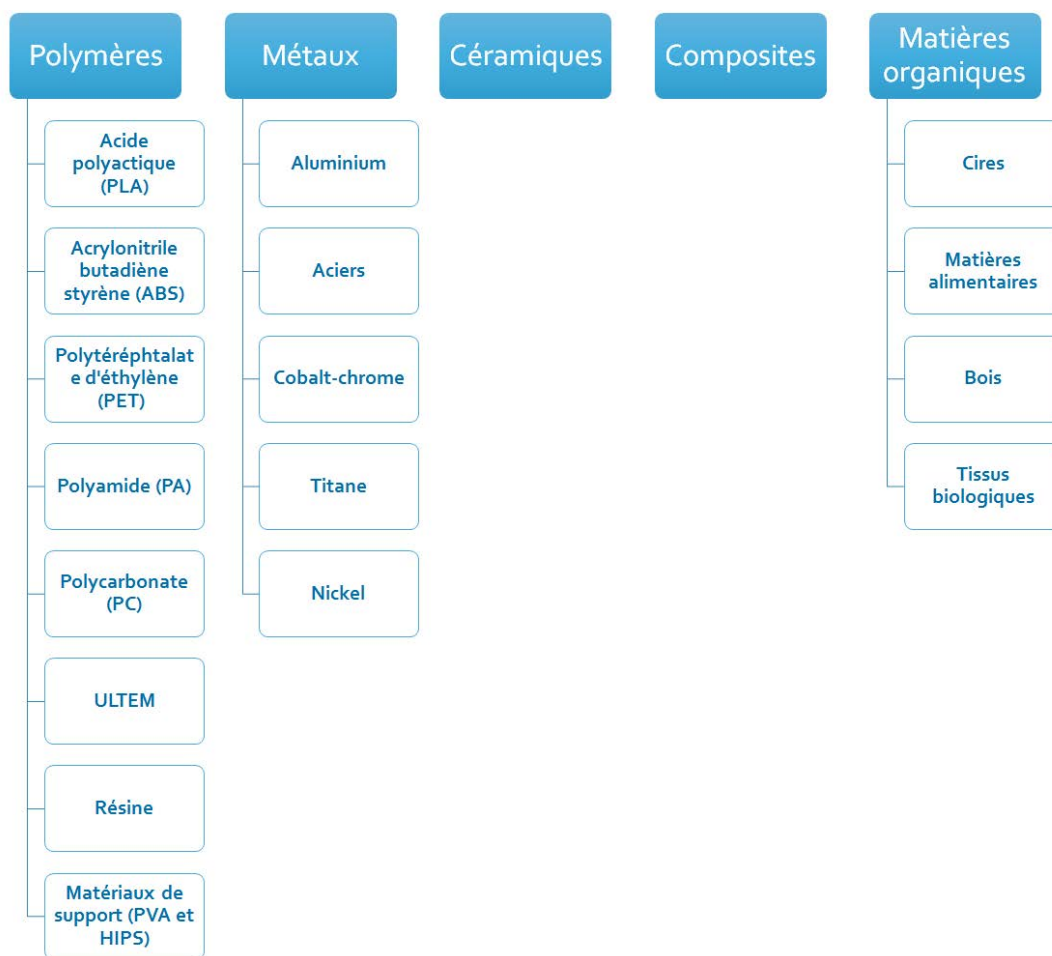 Polymères
Acide
polyactique
(PLA)
Acrylonitrile
butadiène
styrène (ABS)
Polytéréphtalat
e d'éthylène
(PET)
Polyamide (PA)
Polycarbonate
(PC)
ULTEM
Résine
Matériaux de
support (PVA et
HIPS)
Métaux
Aluminium
Aciers
Cobalt-chrome
Titane
Nickel
Céramiques
Composites
Matières
organiques
Cires
Matières
alimentaires
Bois
Tissus
biologiques